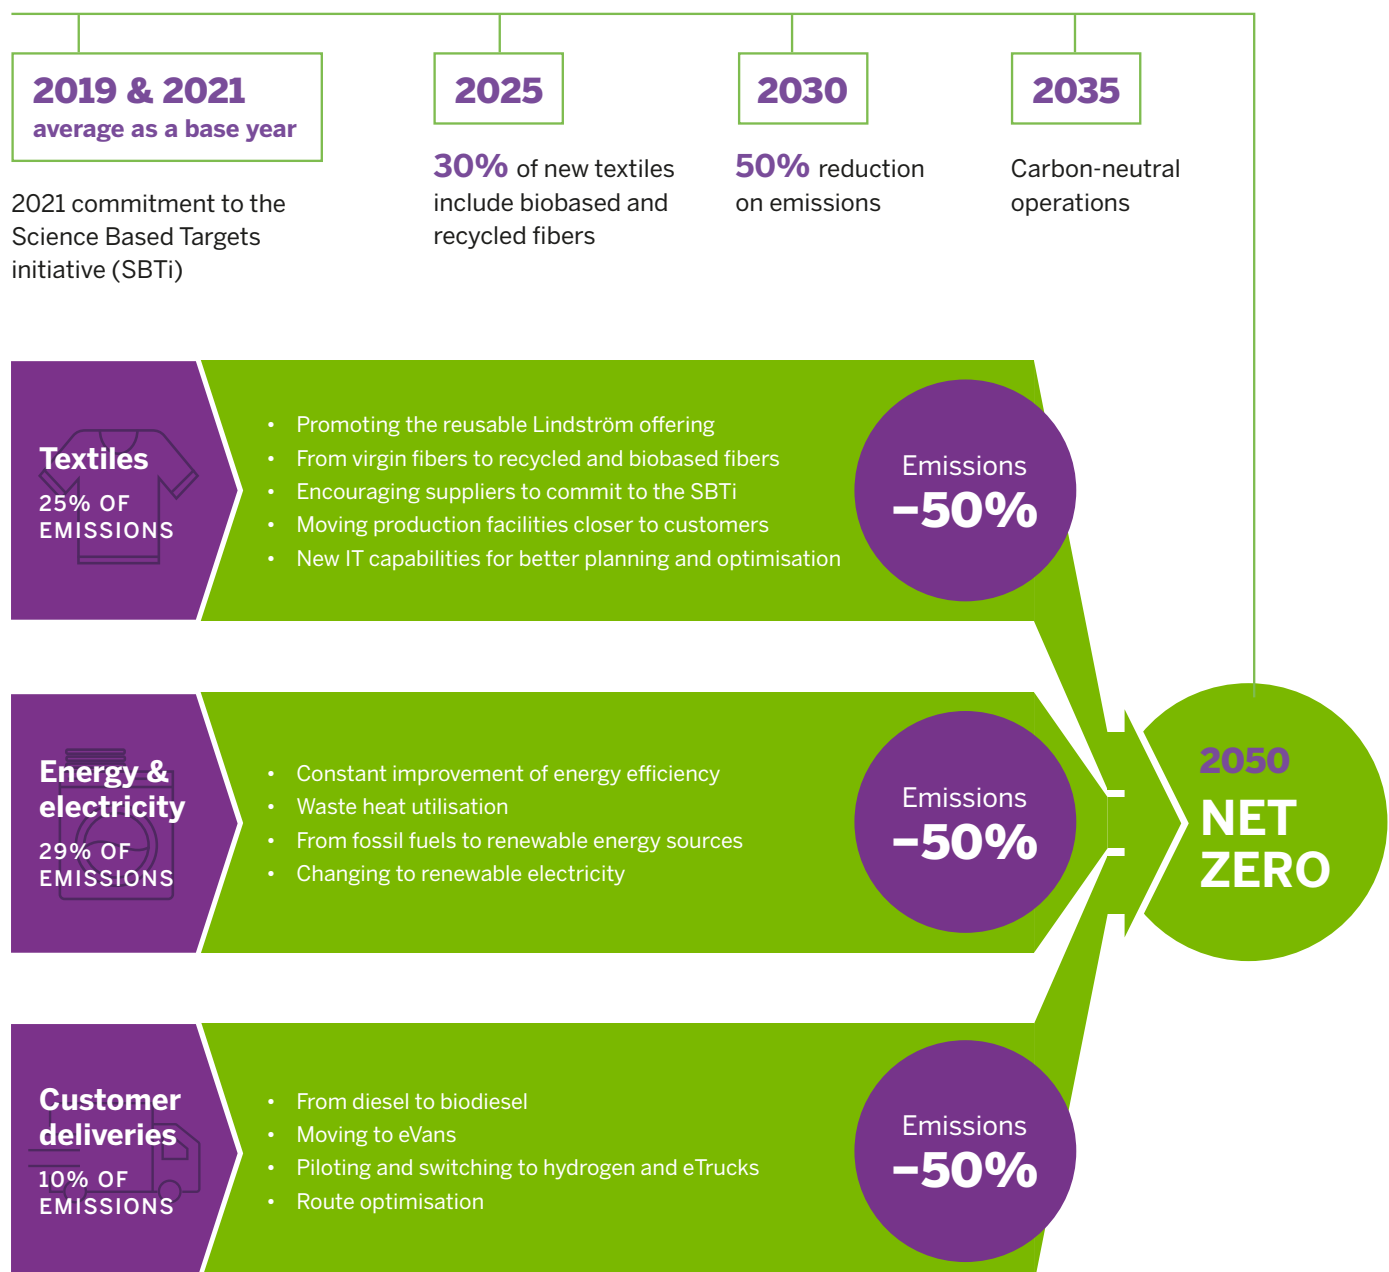 2019 & 2021
average as a base year
2021 commitment to the
Science Based Targets
initiative (SBTi)
2025
30% of new textiles
include biobased and
recycled fibers
2030
50% reduction
on emissions
2035
Carbon-neutral
operations
Textiles
25% OF
EMISSIONS
• Promoting the reusable Lindström offering
• From virgin fibers to recycled and biobased fibers
• Encouraging suppliers to commit to the SBTi
• Moving production facilities closer to customers
• New IT capabilities for better planning and optimisation
Emissions
–50%
Energy &
electricity
29% OF
EMISSIONS
• Constant improvement of energy efficiency
• Waste heat utilisation
• From fossil fuels to renewable energy sources
• Changing to renewable electricity
Emissions
–50%
2050
NET
ZERO
Customer
deliveries
10% OF
EMISSIONS
• From diesel to biodiesel
• Moving to eVans
• Piloting and switching to hydrogen and eTrucks
• Route optimisation
Emissions
–50%